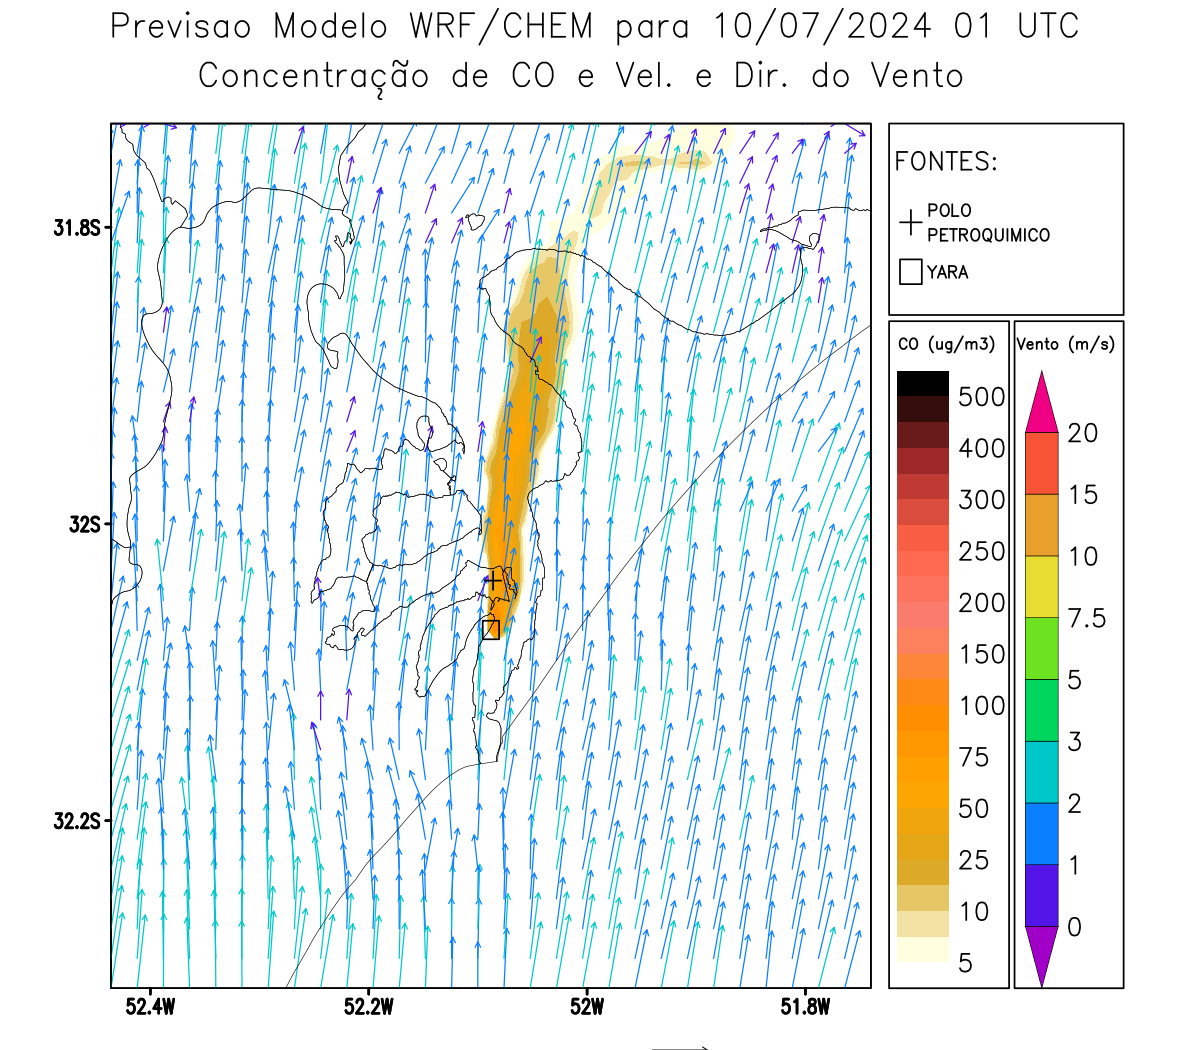 Previsao Modelo WRF/CHEM para 10/07/2024 01 UTC
Concentração de CO e Vel. e Dir. do Vento
FONTES:
POLO
PETROQUIMICO
YARA
CO (ug/m3)
500
400
300
250
200
150
100
75
50
25
10
5
Vento (m/s)
20
15
10
7.5
5
3
2
1
0
31.8S
32S
32.2S
52.4W
52.2W
52W
51.8W